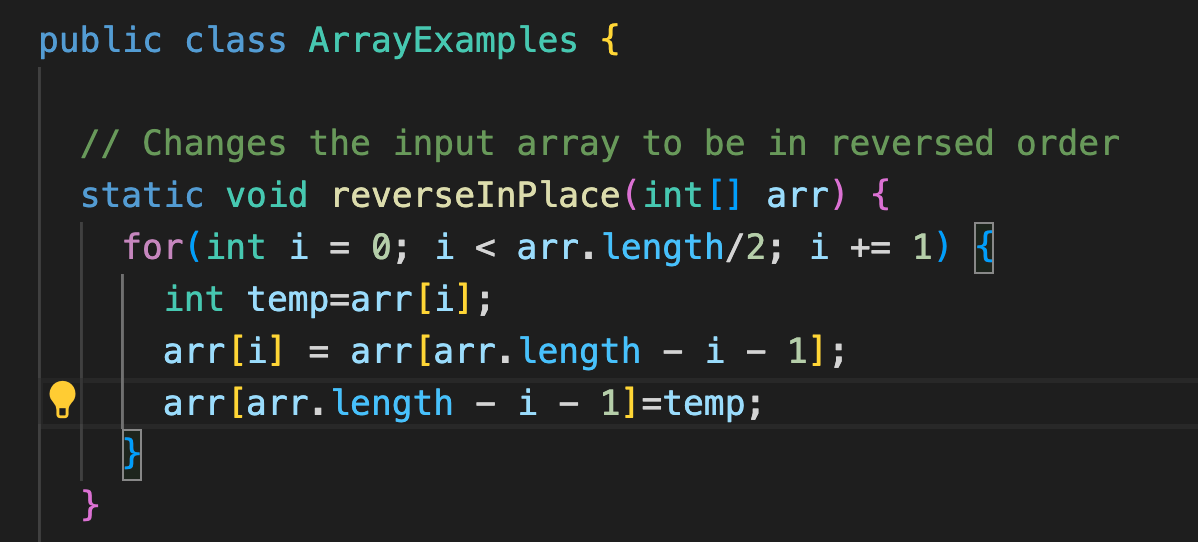 public class ArrayExamples {
// Changes the input array to be in reversed order
static void reverseInPlace(int[] arr) {
for(int i = 0; i < arr.length/2; i += 1) {
int temp=arr[i];
arr[i] = arr[arr.length - i - 1];
arr[arr.length - i - 1]=temp;
}
}